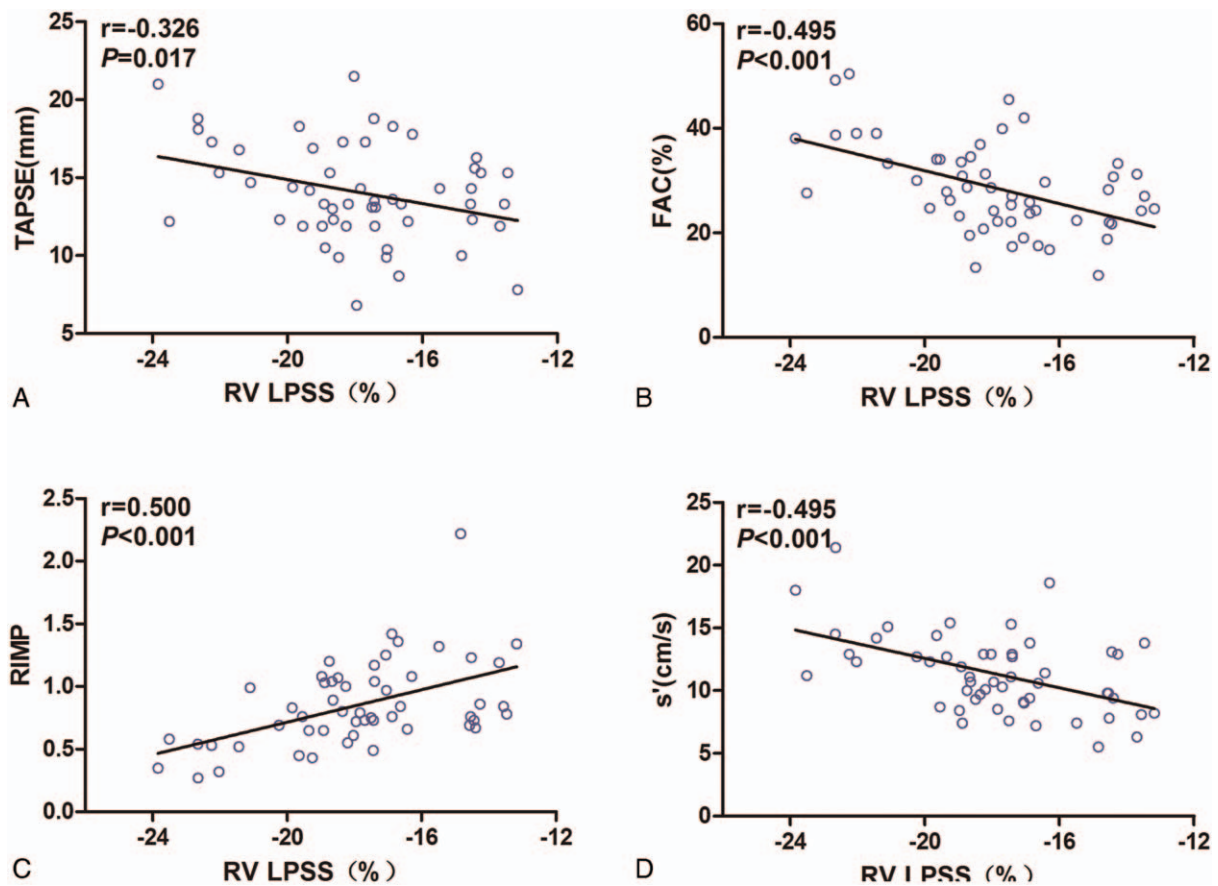 r=-0.326
P=0.017
TAPSE(mm)
25
20
15
10
5
-24 -20 -16 -12
A
RV LPSS（%）
r=-0.495
P<0.001
FAC(%)
60
40
20
0
-24 -20 -16 -12
B
RV LPSS（%）
r=0.500
P<0.001
RIMP
2.5
2.0
1.5
1.0
0.5
0.0
-24 -20 -16 -12
C
RV LPSS（%）
r=-0.495
P<0.001
s'(cm/s)
25
20
15
10
5
0
-24 -20 -16 -12
D
RV LPSS（%）